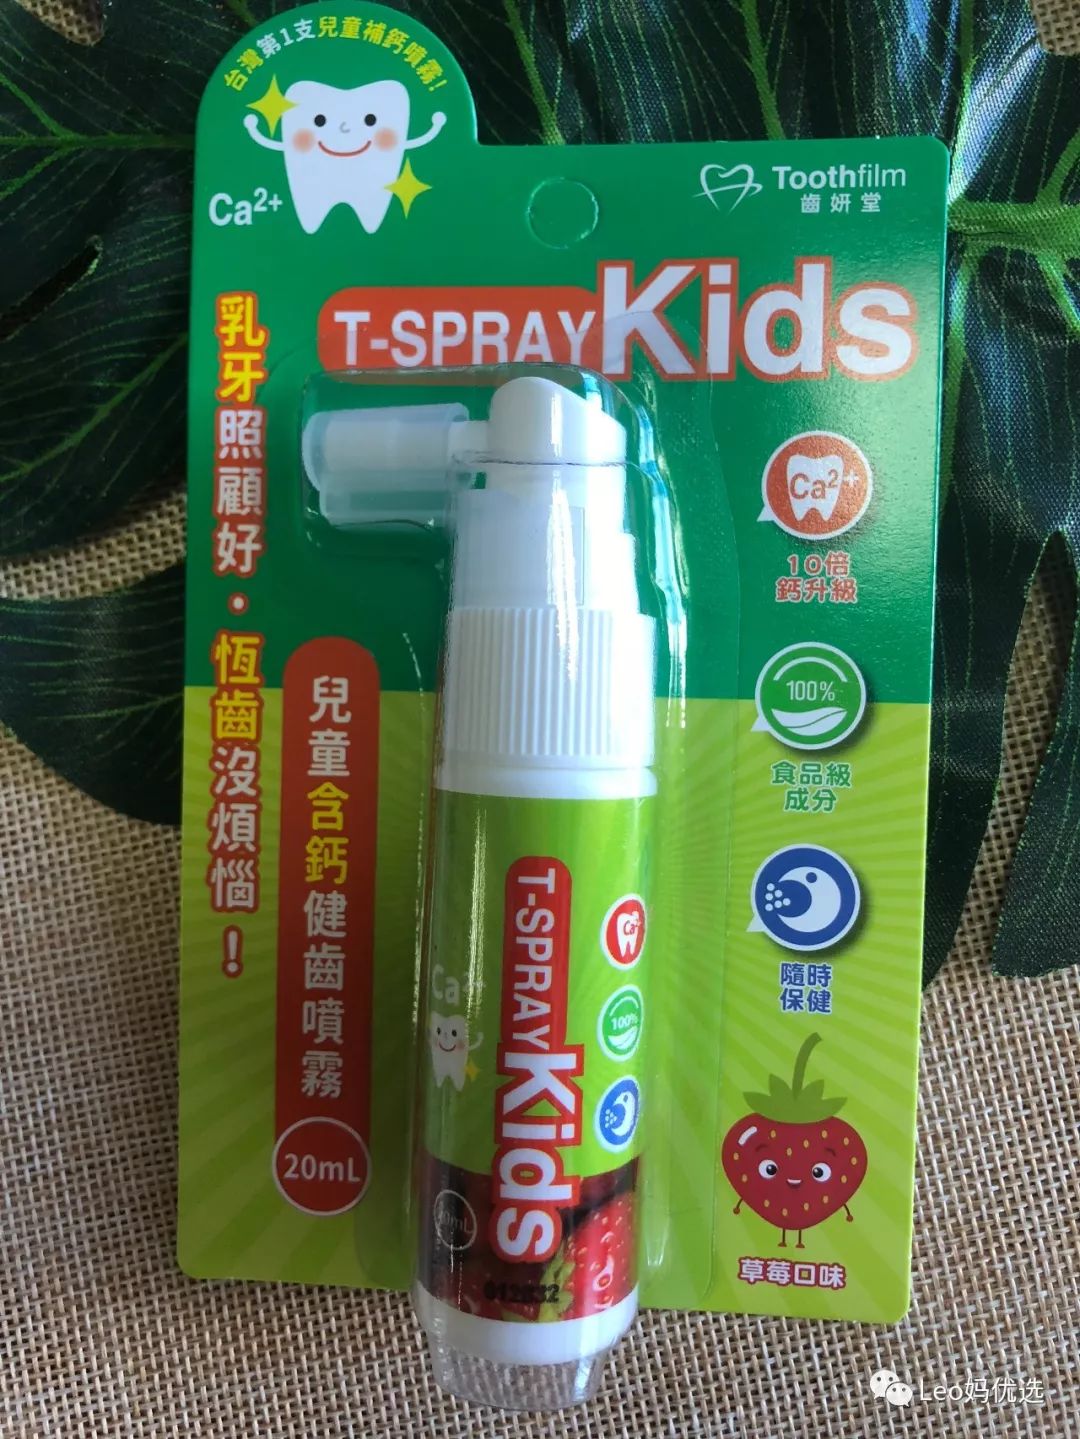 台灣第1支兒童補鈣噴霧!
Ca2+
Toothfilm
齒妍堂
T-SPRAY Kids
乳牙照顧好・恆齒沒煩惱!
兒童含鈣健齒噴霧
20mL
Ca2+
10倍
鈣升級
100%
食品級
成分
隨時
保健
草莓口味
T-SPRAY Kids
Ca2+
Ca2+
100%
Leo妈优选